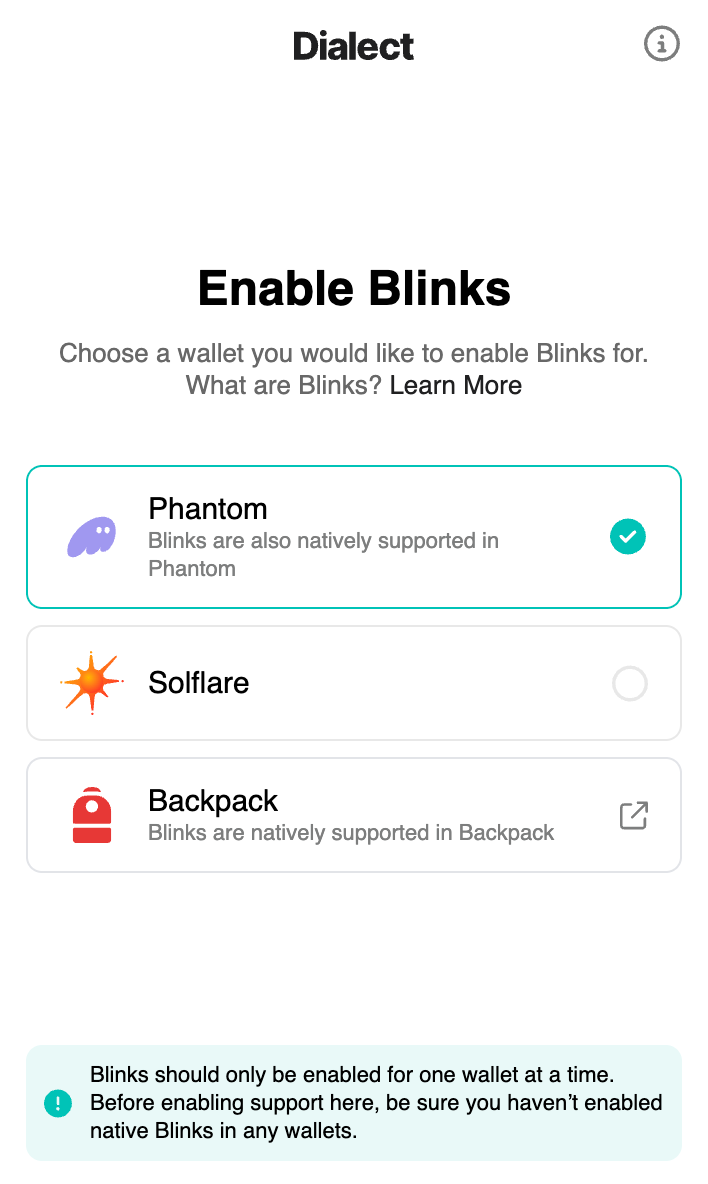 Dialect
Enable Blinks
Choose a wallet you would like to enable Blinks for.
What are Blinks? Learn More
Phantom
Blinks are also natively supported in
Phantom
Solflare
Backpack
Blinks are natively supported in Backpack
Blinks should only be enabled for one wallet at a time.
Before enabling support here, be sure you haven’t enabled
native Blinks in any wallets.